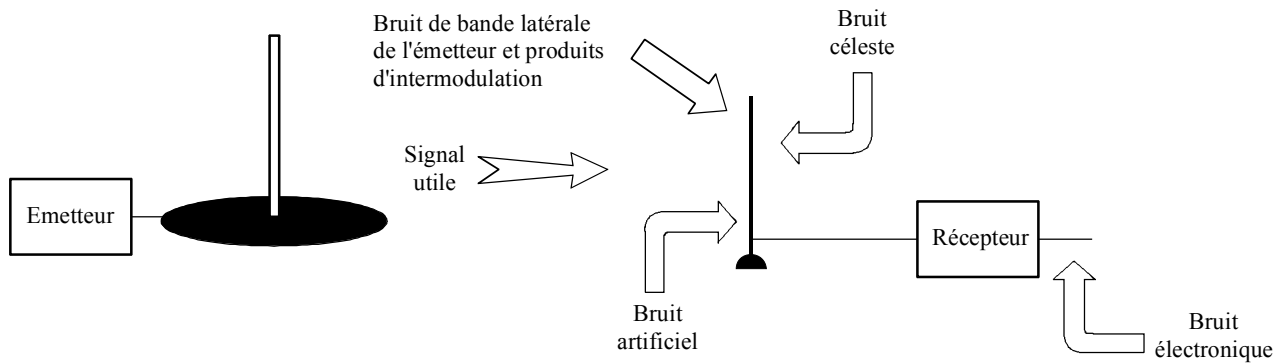 Bruit de bande latérale
de l'émetteur et produits
d'intermodulation
Bruit
céleste
Signal
utile
Emetteur
Récepteur
Bruit
artificiel
Bruit
électronique